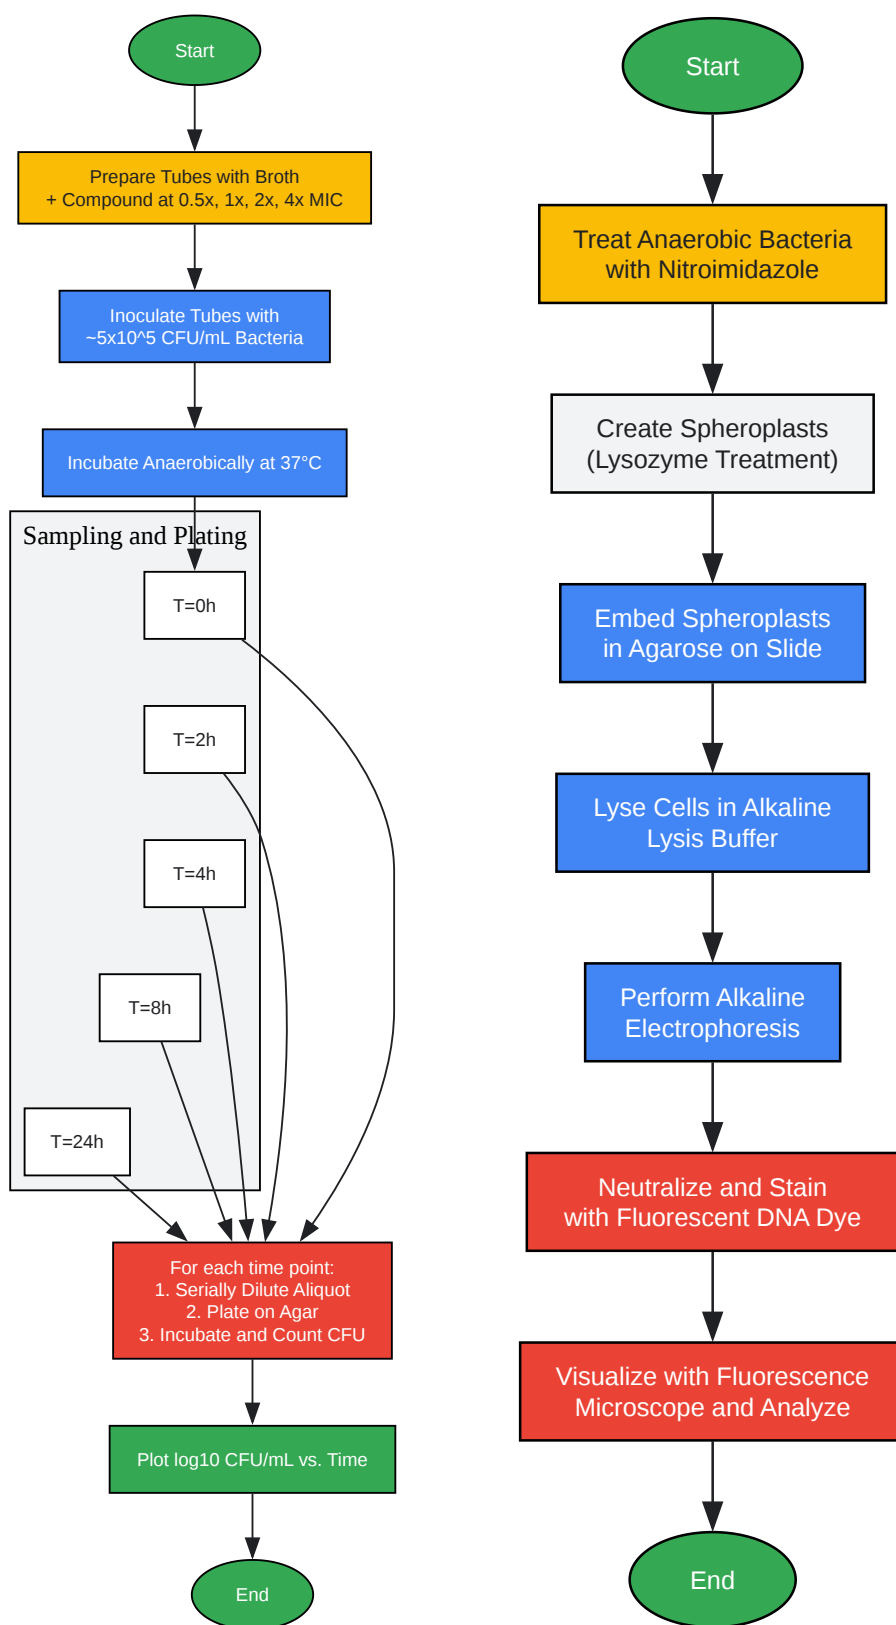 Start
Prepare Tubes with Broth
+ Compound at 0.5x, 1x, 2x, 4x MIC
Inoculate Tubes with
~5x10^5 CFU/mL Bacteria
Incubate Anaerobically at 37°C
Sampling and Plating
T=0h
T=2h
T=4h
T=8h
T=24h
For each time point:
1. Serially Dilute Aliquot
2. Plate on Agar
3. Incubate and Count CFU
Plot log10 CFU/mL vs. Time
End
Start
Treat Anaerobic Bacteria
with Nitroimidazole
Create Spheroplasts
(Lysozyme Treatment)
Embed Spheroplasts
in Agarose on Slide
Lyse Cells in Alkaline
Lysis Buffer
Perform Alkaline
Electrophoresis
Neutralize and Stain
with Fluorescent DNA Dye
Visualize with Fluorescence
Microscope and Analyze
End